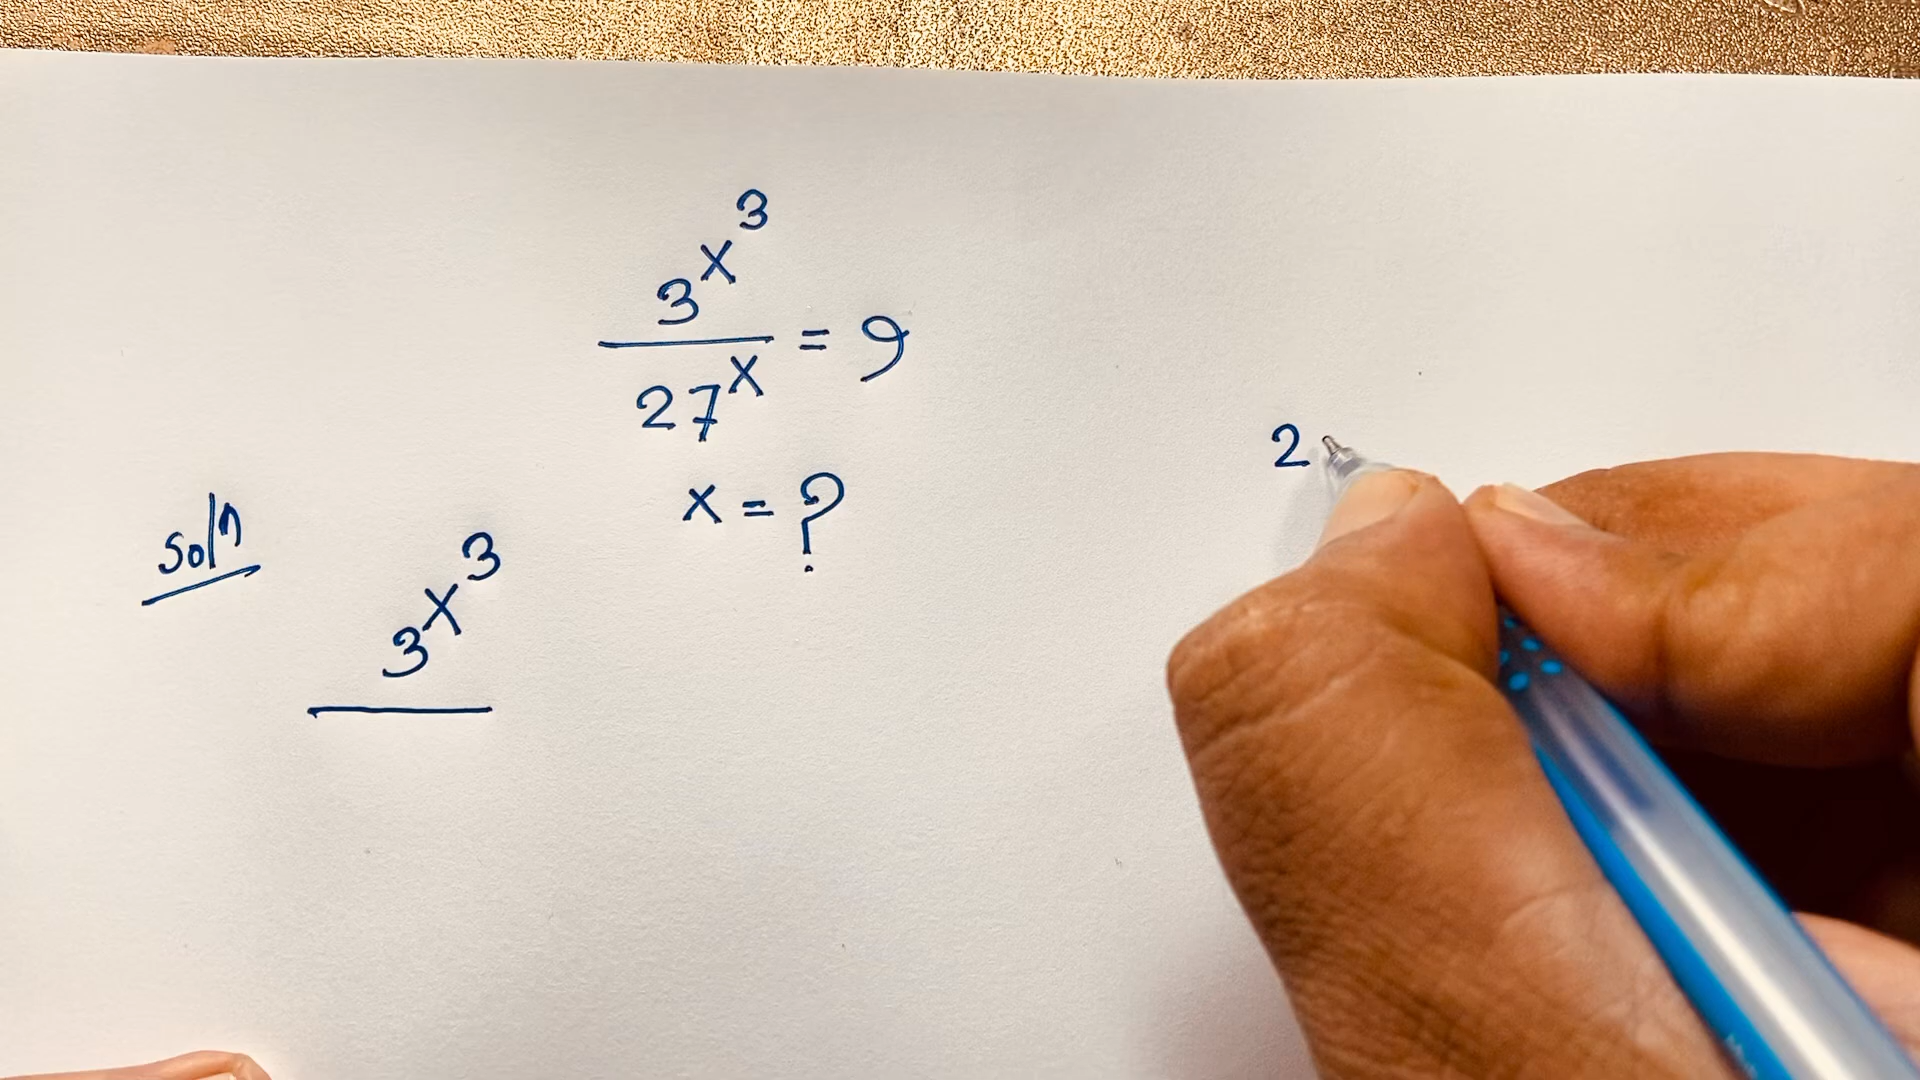 3^x^3 / 27^x = 9
x = ?
Soln
3^x^3
2